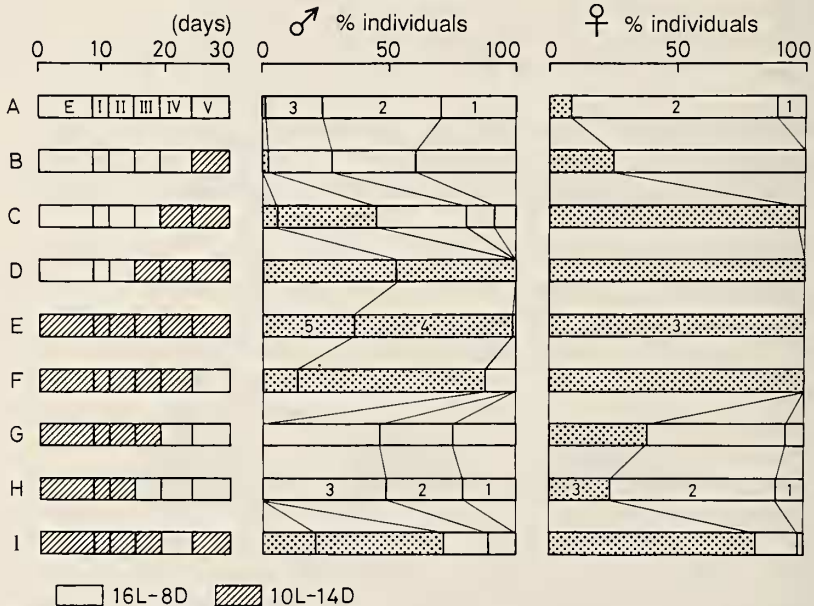 (days) ♂ % individuals ♀ % individuals
0 10 20 30 0 50 100 0 50 100
A E I II III IV V 3 2 1 2 1
B
C
D
E 5 4 3
F
G
H 3 2 1 3 2 1
I
16L-8D 10L-14D